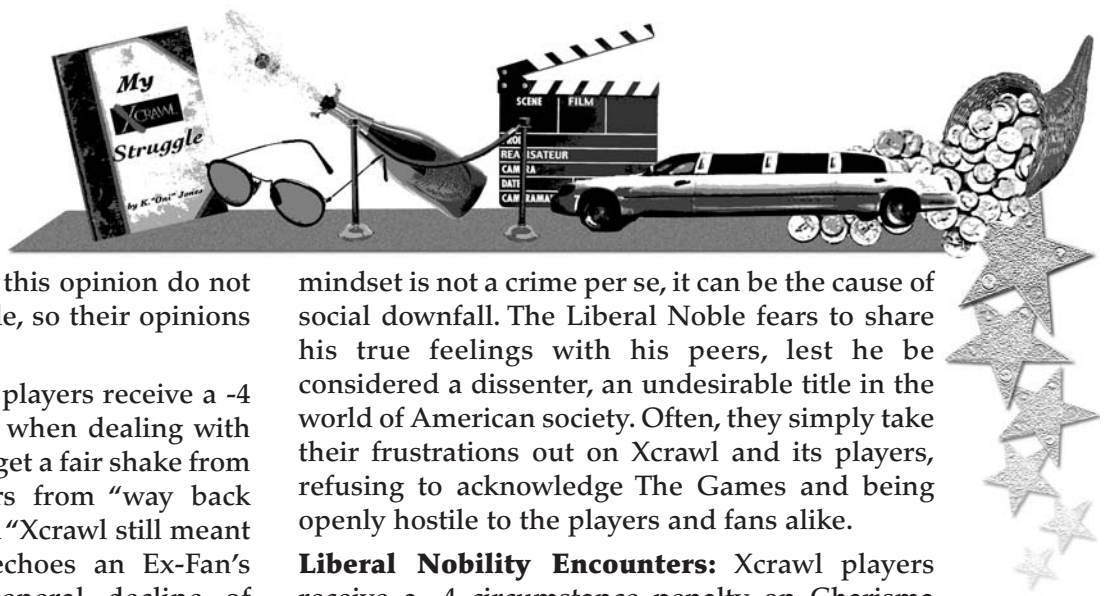 My
XCRAWL
Struggle
by K. "Oni" Jones
SCENE FILM
REALISATEUR
CAMERA
DATE
CAMERAMAN
this opinion do not
so their opinions
players receive a -4
when dealing with
get a fair shake from
from “way back
“Xcrawl still meant
echoes an Ex-Fan’s
general decline of
mindset is not a crime per se, it can be the cause of
social downfall. The Liberal Noble fears to share
his true feelings with his peers, lest he be
considered a dissenter, an undesirable title in the
world of American society. Often, they simply take
their frustrations out on Xcrawl and its players,
refusing to acknowledge The Games and being
openly hostile to the players and fans alike.
Liberal Nobility Encounters: Xcrawl players
receive a -4 circumstance penalty on Charisma